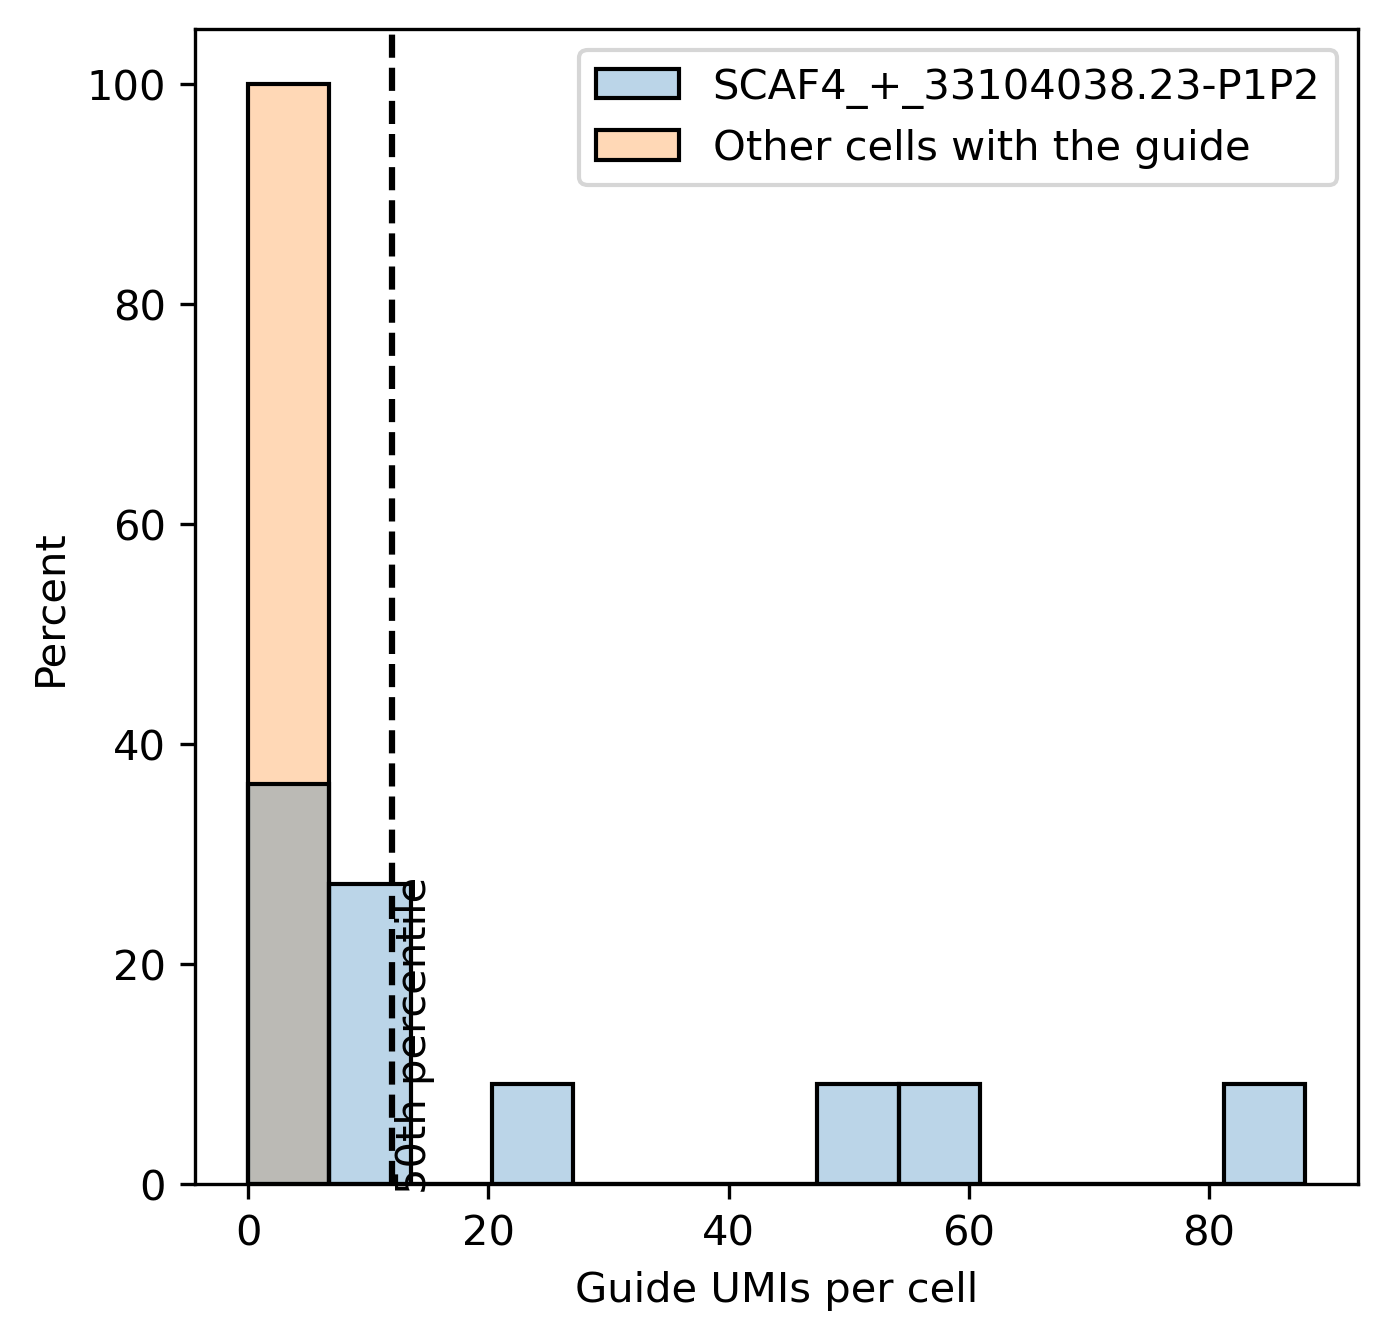 SCAF4_+_33104038.23-P1P2
Other cells with the guide
100
80
60
40
20
0
Percent
50th percentile
0 20 40 60 80
Guide UMIs per cell